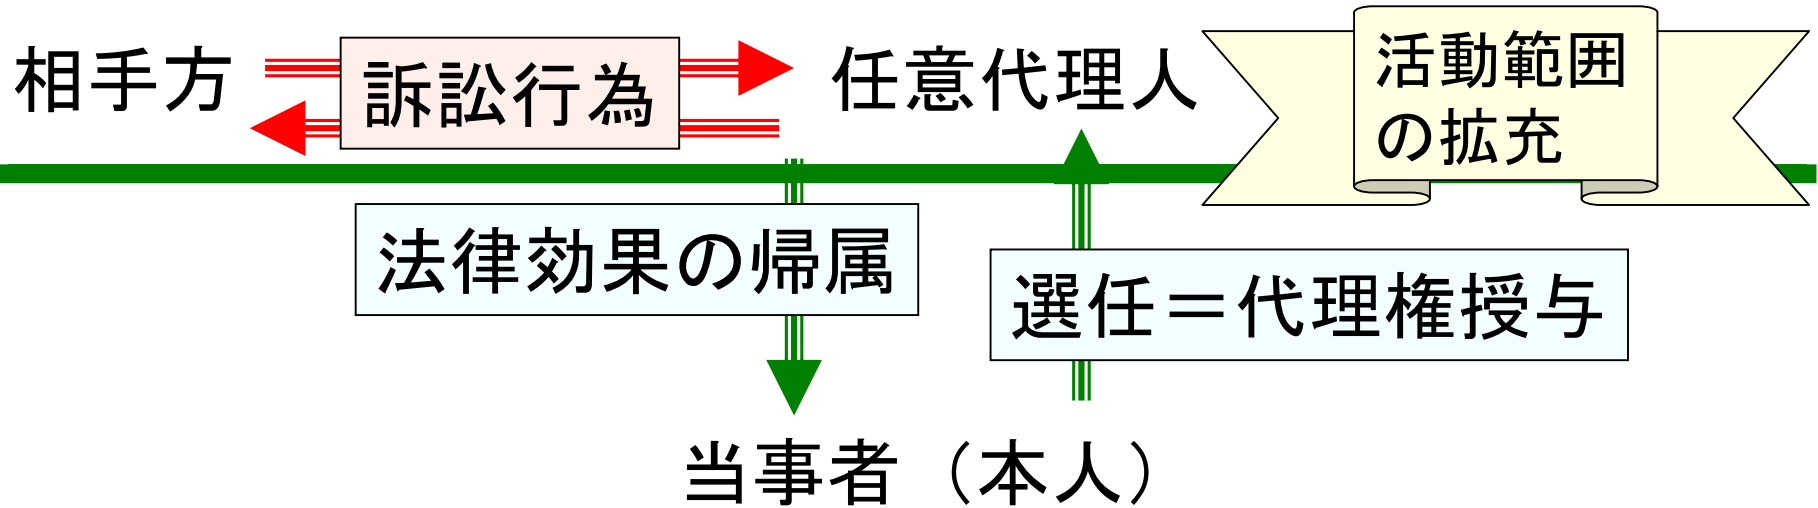 相手方
訴訟行為
任意代理人
活動範囲
の拡充
法律効果の帰属
選任＝代理権授与
当事者（本人）